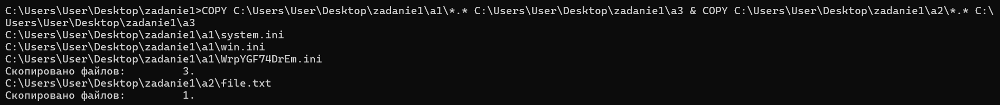 C:\Users\User\Desktop\zadanie1>COPY C:\Users\User\Desktop\zadanie1\a1\*.* C:\Users\User\Desktop\zadanie1\a3 & COPY C:\Users\User\Desktop\zadanie1\a2\*.* C:\
Users\User\Desktop\zadanie1\a3
C:\Users\User\Desktop\zadanie1\a1\system.ini
C:\Users\User\Desktop\zadanie1\a1\win.ini
C:\Users\User\Desktop\zadanie1\a1\WrpYGF74DrEm.ini
Скопировано файлов:         3.
C:\Users\User\Desktop\zadanie1\a2\file.txt
Скопировано файлов:         1.